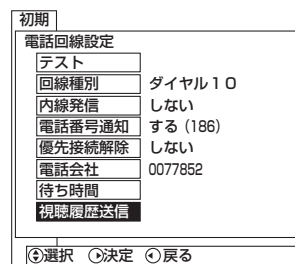 初期
電話回線設定
テスト
回線種別 ダイヤル10
内線発信 しない
電話番号通知 する (186)
優先接続解除 しない
電話会社 0077852
待ち時間
視聴履歴送信
選択 決定 戻る